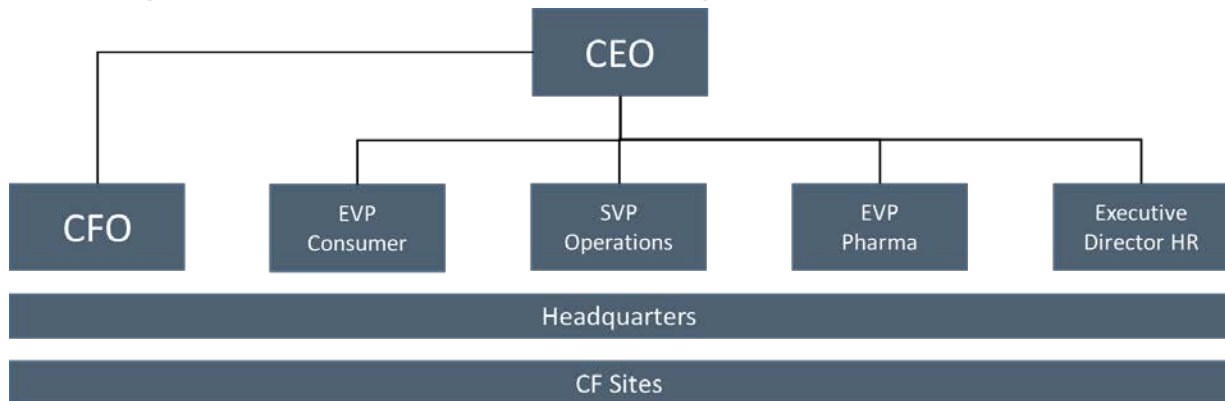 CEO
CFO
EVP
Consumer
SVP
Operations
EVP
Pharma
Executive
Director HR
Headquarters
CF Sites